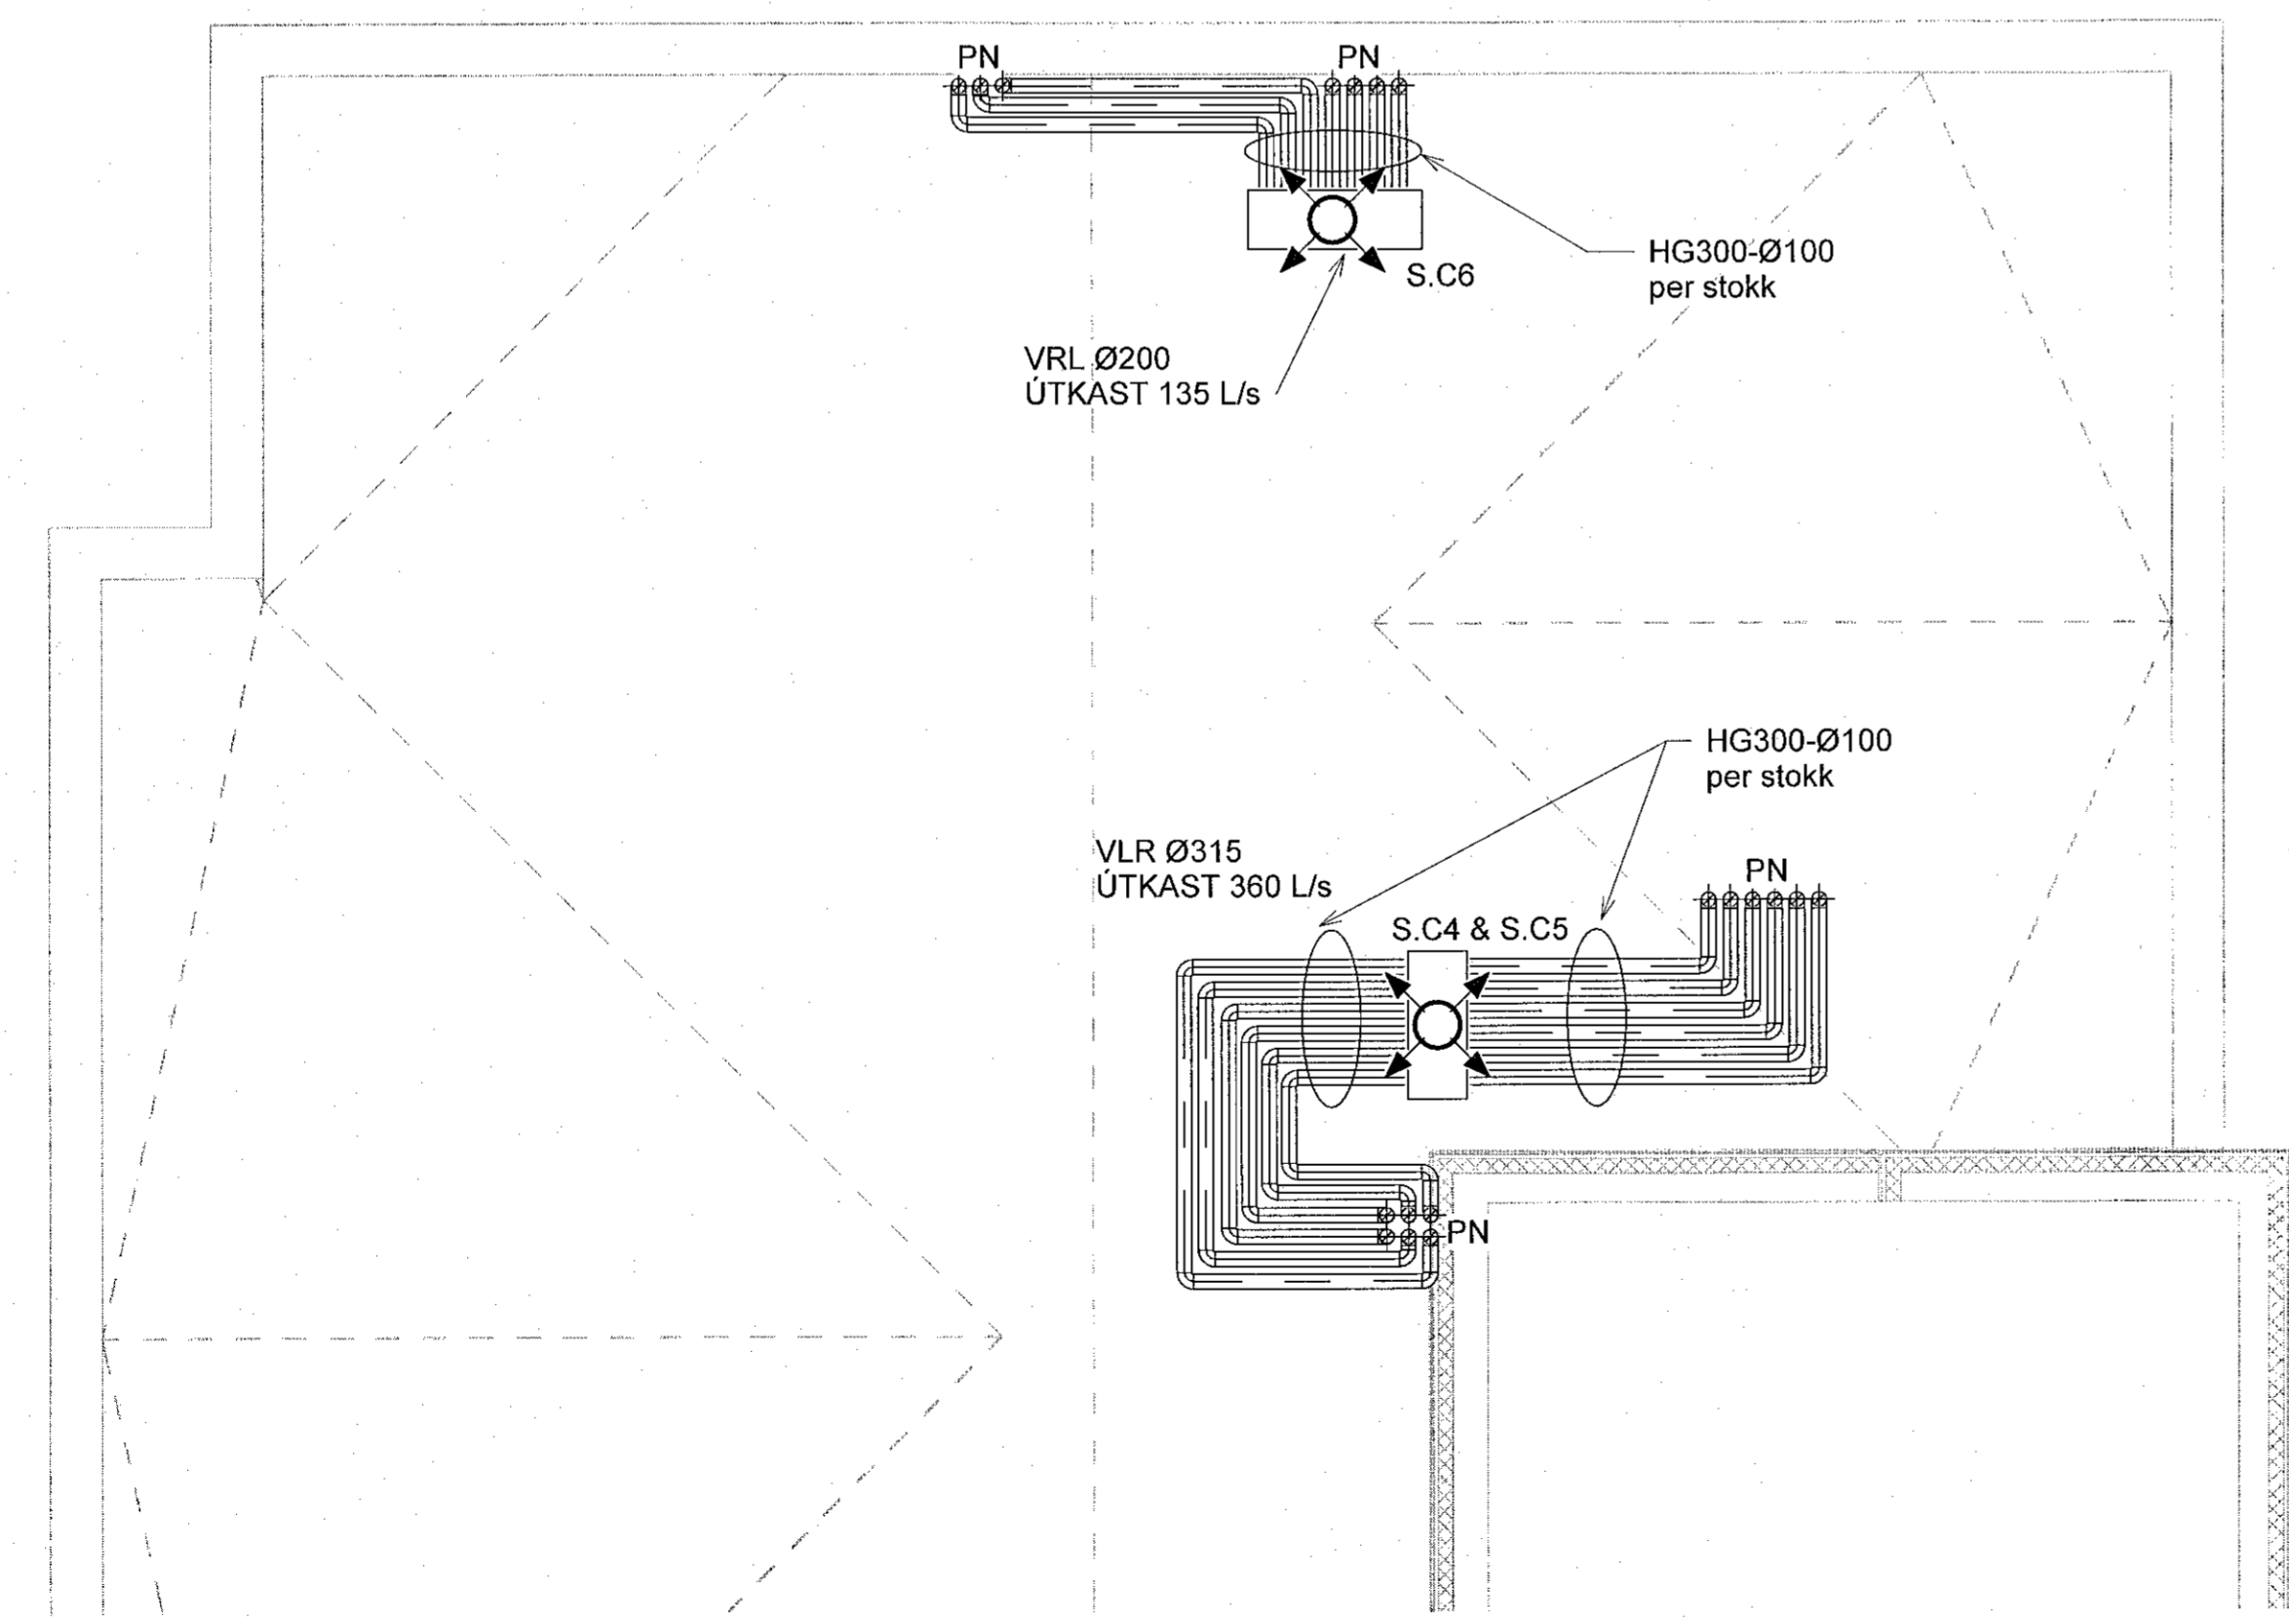 PN
PN
HG300-Ø100
per stokk
S.C6
VRL Ø200
ÚTKAST 135 L/s
HG300-Ø100
per stokk
VLR Ø315
ÚTKAST 360 L/s
PN
S.C4 & S.C5
PN